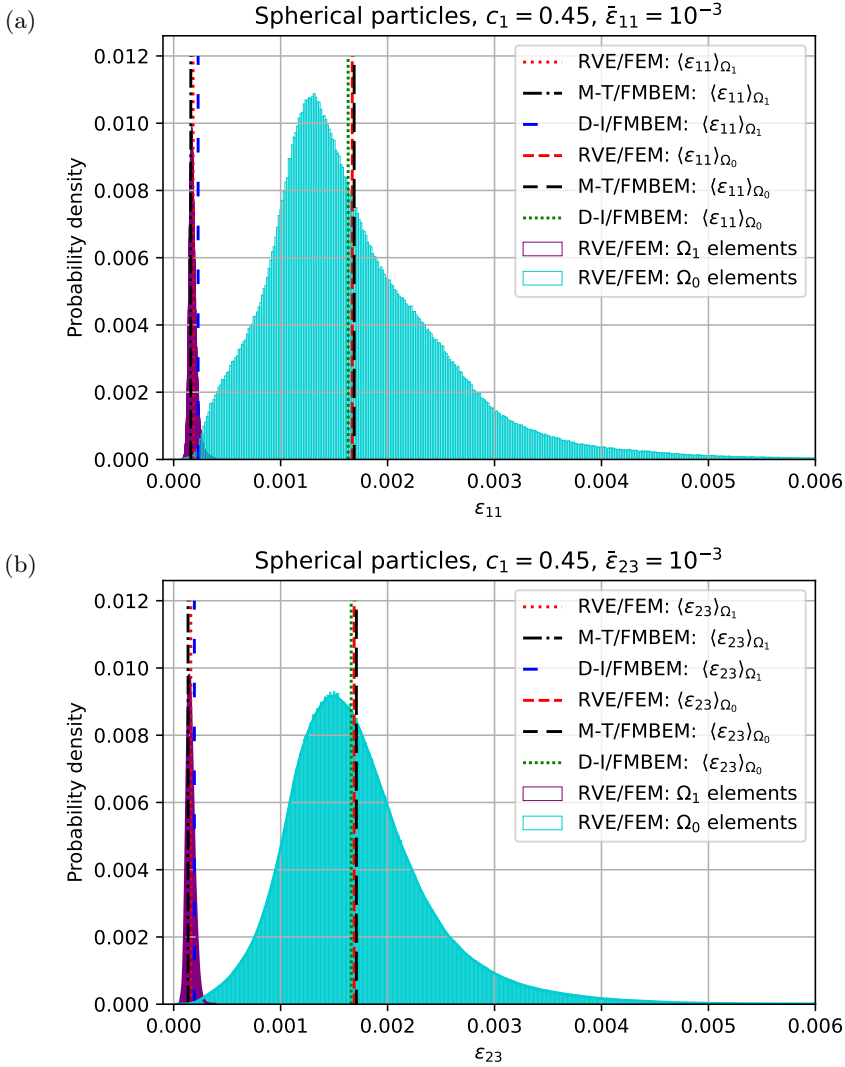 (a)
Spherical particles, c₁ = 0.45, ε̄₁₁ = 10⁻³
Probability density
0.012
0.010
0.008
0.006
0.004
0.002
0.000
RVE/FEM: ⟨ε₁₁⟩Ω₁
M-T/FMBEM: ⟨ε₁₁⟩Ω₁
D-I/FMBEM: ⟨ε₁₁⟩Ω₁
RVE/FEM: ⟨ε₁₁⟩Ω₀
M-T/FMBEM: ⟨ε₁₁⟩Ω₀
D-I/FMBEM: ⟨ε₁₁⟩Ω₀
RVE/FEM: Ω₁ elements
RVE/FEM: Ω₀ elements
0.000 0.001 0.002 0.003 0.004 0.005 0.006
ε₁₁
(b)
Spherical particles, c₁ = 0.45, ε̄₂₃ = 10⁻³
Probability density
0.012
0.010
0.008
0.006
0.004
0.002
0.000
RVE/FEM: ⟨ε₂₃⟩Ω₁
M-T/FMBEM: ⟨ε₂₃⟩Ω₁
D-I/FMBEM: ⟨ε₂₃⟩Ω₁
RVE/FEM: ⟨ε₂₃⟩Ω₀
M-T/FMBEM: ⟨ε₂₃⟩Ω₀
D-I/FMBEM: ⟨ε₂₃⟩Ω₀
RVE/FEM: Ω₁ elements
RVE/FEM: Ω₀ elements
0.000 0.001 0.002 0.003 0.004 0.005 0.006
ε₂₃